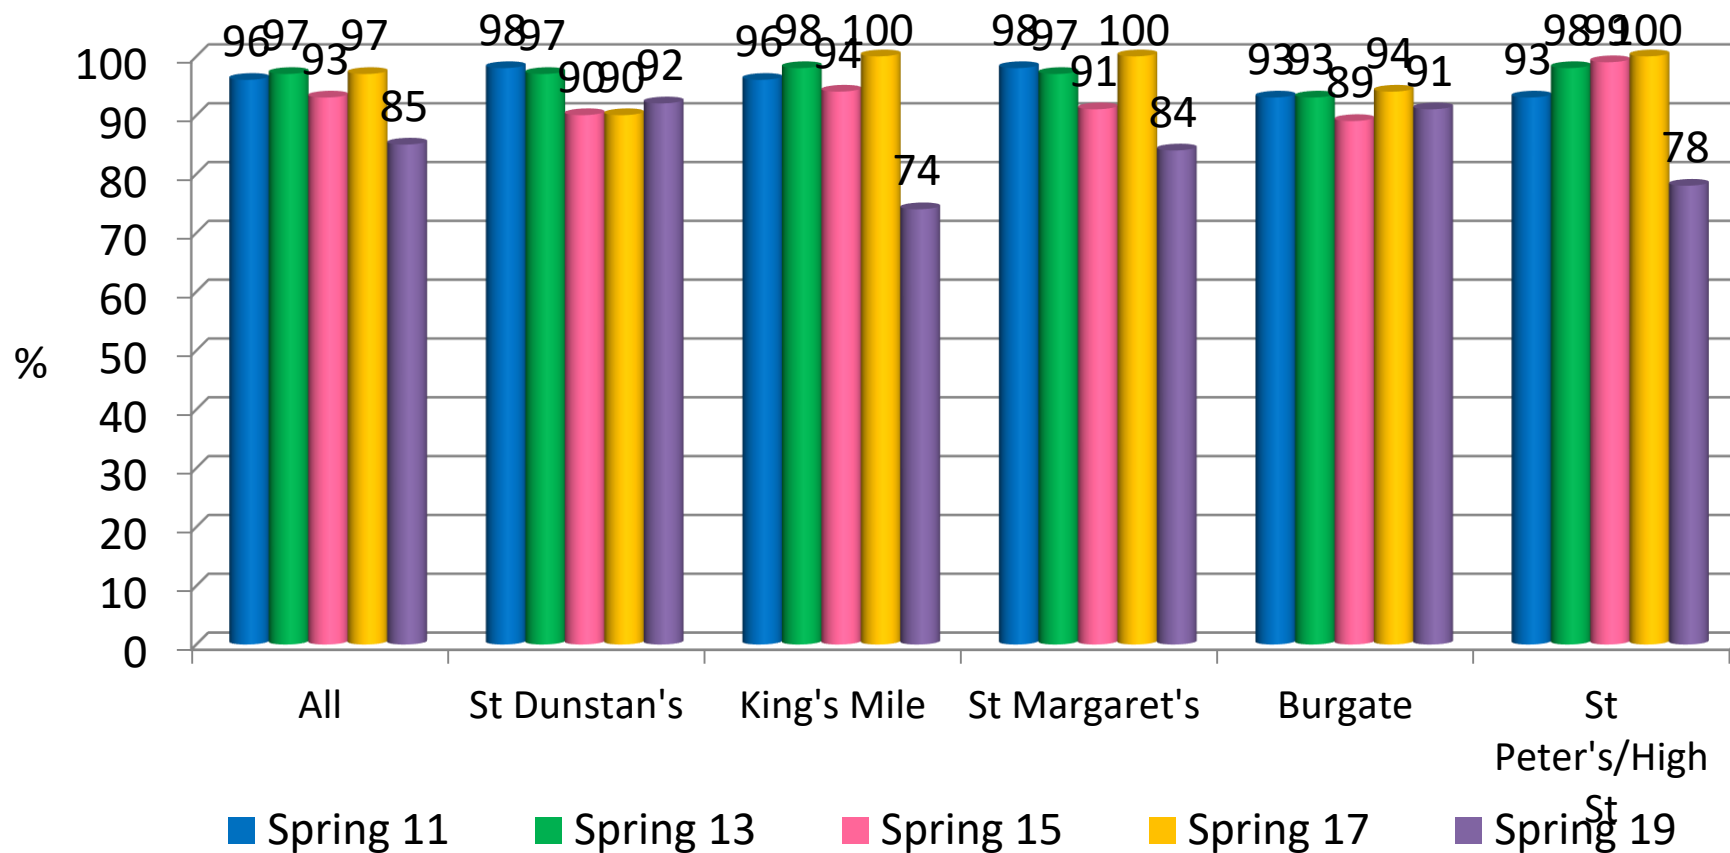 96 97 93 97 85
98 97 90 90 92
96 98 94 100 74
98 97 91 100 84
93 93 89 94 91
93 98 99 100 78
100
90
80
70
60
50
40
30
20
10
0
%
All
St Dunstan's
King's Mile
St Margaret's
Burgate
St
Peter's/High
St
Spring 11
Spring 13
Spring 15
Spring 17
Spring 19